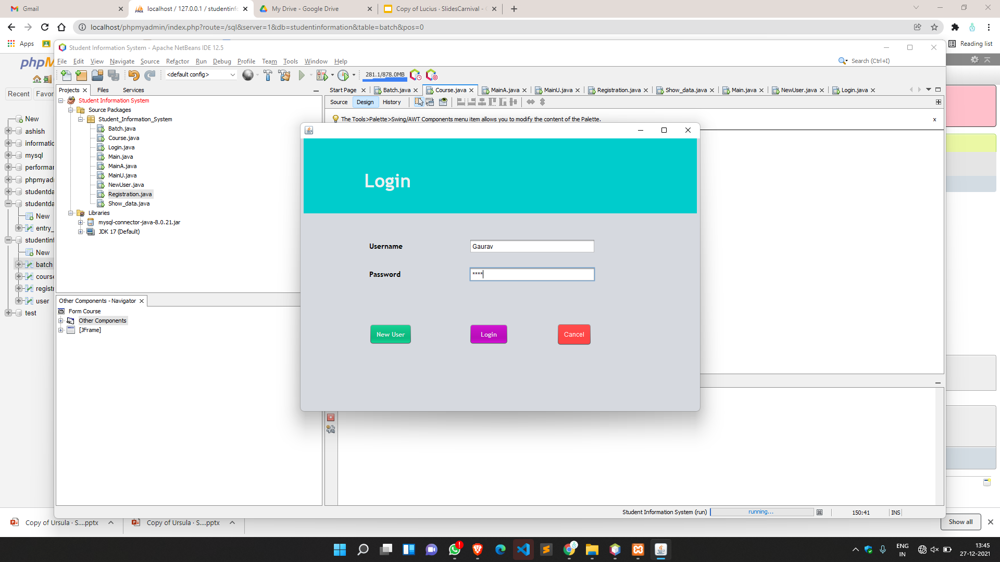 Gmail
localhost / 127.0.0.1 / studentinfo
My Drive - Google Drive
Copy of Lucius · SlidesCarnival -
localhost/phpmyadmin/index.php?route=/sql&server=1&db=studentinformation&table=batch&pos=0
Apps
Reading list
Student Information System - Apache NetBeans IDE 12.5
File Edit View Navigate Source Refactor Run Debug Profile Team Tools Window Help
Search (Ctrl+I)
<default config>
281.1/878.0MB
phpM
Recent Favor
New
ashish
informatio
mysql
performan
phpmyad
studentda
studentda
New
entry_
studentinf
New
batch
course
registr
user
test
Projects Files Services
Student Information System
Source Packages
Student_Information_System
Batch.java
Course.java
Login.java
Main.java
MainA.java
MainU.java
NewUser.java
Registration.java
Show_data.java
Libraries
mysql-connector-java-8.0.21.jar
JDK 17 (Default)
Other Components - Navigator
Form Course
Other Components
[JFrame]
Start Page Batch.java Course.java MainA.java MainU.java Registration.java Show_data.java Main.java NewUser.java Login.java
Source Design History
The Tools>Palette>Swing/AWT Components menu item allows you to modify the content of the Palette.
x
Login
Username
Gaurav
Password
****
New User
Login
Cancel
Student Information System (run)
running...
150:41
INS
Copy of Ursula · S....pptx
Copy of Ursula · S....pptx
Show all
ENG
IN
13:45
27-12-2021